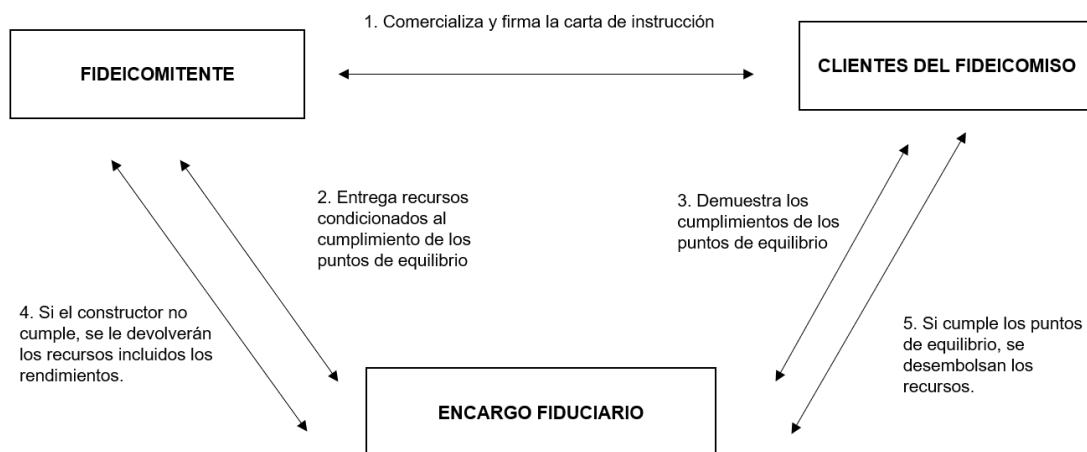 1. Comercializa y firma la carta de instrucción
FIDEICOMITENTE
CLIENTES DEL FIDEICOMISO
2. Entrega recursos
condicionados al
cumplimiento de los
puntos de equilibrio
3. Demuestra los
cumplimientos de los
puntos de equilibrio
4. Si el constructor no
cumple, se le devolverán
los recursos incluidos los
rendimientos.
5. Si cumple los puntos
de equilibrio, se
desembolsan los
recursos.
ENCARGO FIDUCIARIO